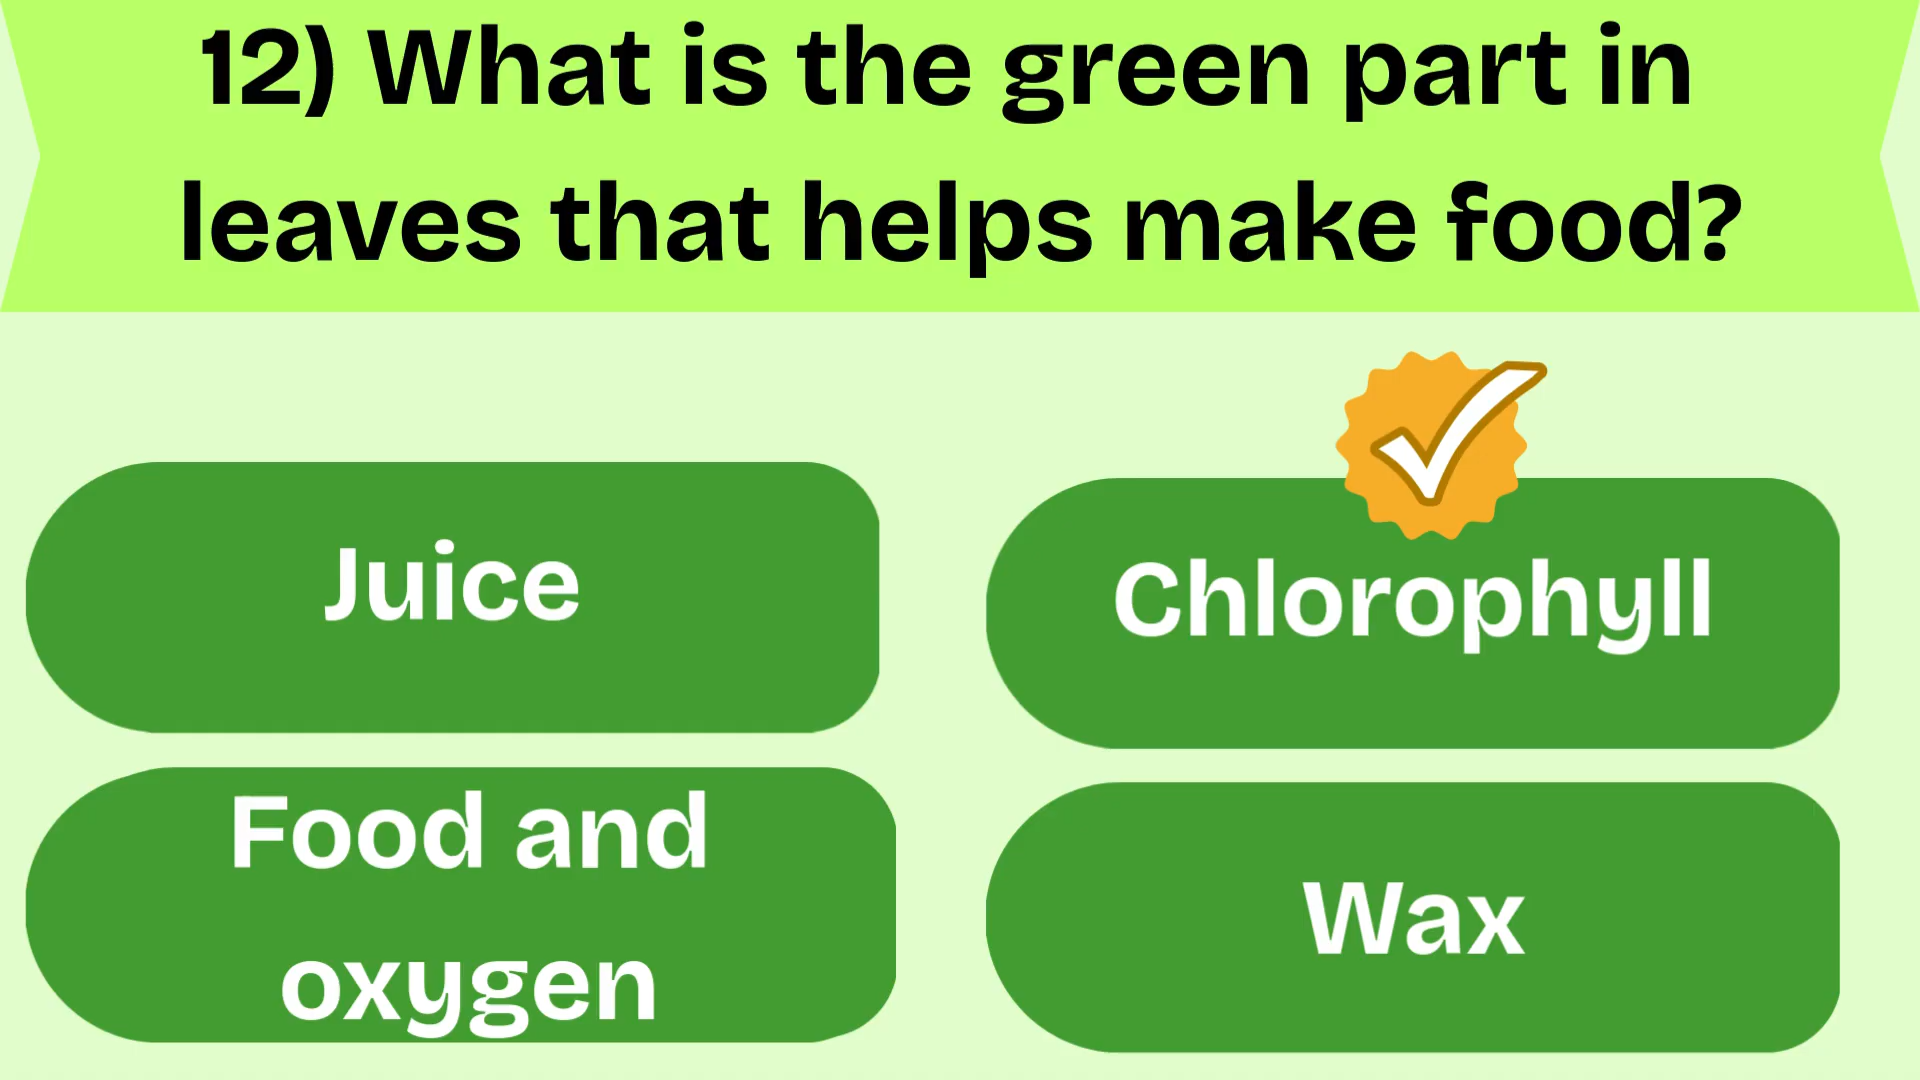 12) What is the green part in
leaves that helps make food?
Juice
Chlorophyll
Food and
oxygen
Wax